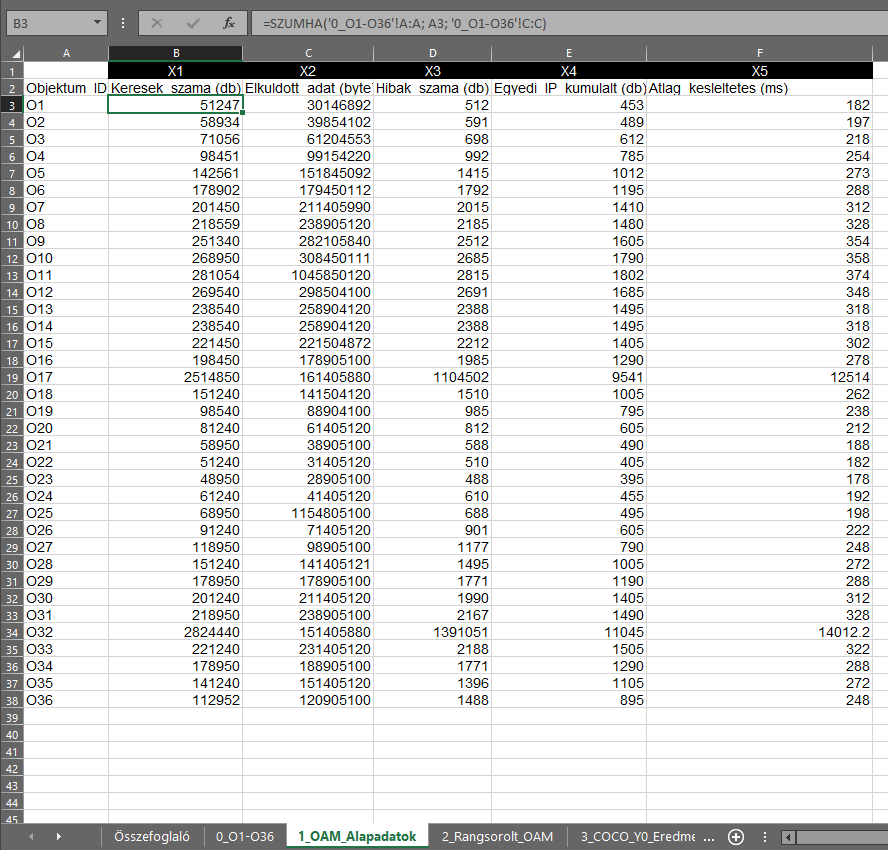 B3 fx =SZUMHA('0_O1-O36'!A:A; A3; '0_O1-O36'!C:C)
A B C D E F
1 X1 X2 X3 X4 X5
2 Objektum_ID Keresek_szama (db) Elkuldott_adat (byte Hibak_szama (db) Egyedi_IP_kumulalt (db) Atlag_kesleltetes (ms)
3 O1 51247 30146892 512 453 182
4 O2 58934 39854102 591 489 197
5 O3 71056 61204553 698 612 218
6 O4 98451 99154220 992 785 254
7 O5 142561 151845092 1415 1012 273
8 O6 178902 179450112 1792 1195 288
9 O7 201450 211405990 2015 1410 312
10 O8 218559 238905120 2185 1480 328
11 O9 251340 282105840 2512 1605 354
12 O10 268950 308450111 2685 1790 358
13 O11 281054 1045850120 2815 1802 374
14 O12 269540 298504100 2691 1685 348
15 O13 238540 258904120 2388 1495 318
16 O14 238540 258904120 2388 1495 318
17 O15 221450 221504872 2212 1405 302
18 O16 198450 178905100 1985 1290 278
19 O17 2514850 161405880 1104502 9541 12514
20 O18 151240 141504120 1510 1005 262
21 O19 98540 88904100 985 795 238
22 O20 81240 61405120 812 605 212
23 O21 58950 38905100 588 490 188
24 O22 51240 31405120 510 405 182
25 O23 48950 28905100 488 395 178
26 O24 61240 41405120 610 455 192
27 O25 68950 1154805100 688 495 198
28 O26 91240 71405120 901 605 222
29 O27 118950 98905100 1177 790 248
30 O28 151240 141405121 1495 1005 272
31 O29 178950 178905100 1771 1190 288
32 O30 201240 211405120 1990 1405 312
33 O31 218950 238905100 2167 1490 328
34 O32 2824440 151405880 1391051 11045 14012.2
35 O33 221240 231405120 2188 1505 322
36 O34 178950 188905100 1771 1290 288
37 O35 141240 151405120 1396 1105 272
38 O36 112952 120905100 1488 895 248
39
40
41
42
43
44
45
Összefoglaló 0_O1-O36 1_OAM_Alapadatok 2_Rangsorolt_OAM 3_COCO_Y0_Eredme ...